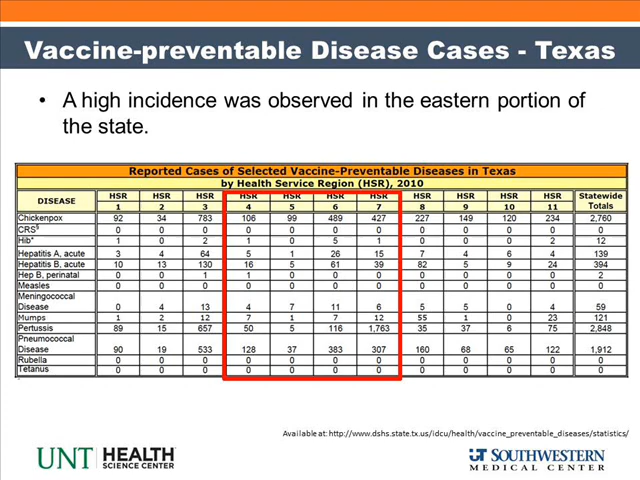 Vaccine-preventable Disease Cases - Texas
• A high incidence was observed in the eastern portion of
the state.
Reported Cases of Selected Vaccine-Preventable Diseases in Texas
by Health Service Region (HSR), 2010
DISEASE HSR 1 HSR 2 HSR 3 HSR 4 HSR 5 HSR 6 HSR 7 HSR 8 HSR 9 HSR 10 HSR 11 Statewide Totals
Chickenpox 92 34 783 106 99 489 427 227 149 120 234 2,760
CRS§ 0 0 0 0 0 0 0 0 0 0 0 0
Hib* 1 0 2 1 0 5 1 0 0 0 2 12
Hepatitis A, acute 3 4 64 5 1 26 15 7 4 6 4 139
Hepatitis B, acute 10 13 130 16 5 61 39 82 5 9 24 394
Hep B, perinatal 0 0 1 1 0 0 0 0 0 0 0 2
Measles 0 0 0 0 0 0 0 0 0 0 0 0
Meningococcal
Disease 0 4 13 4 7 11 6 5 5 0 4 59
Mumps 1 2 12 7 1 7 12 55 1 0 23 121
Pertussis 89 15 657 50 5 116 1,763 35 37 6 75 2,848
Pneumococcal
Disease 90 19 533 128 37 383 307 160 68 65 122 1,912
Rubella 0 0 0 0 0 0 0 0 0 0 0 0
Tetanus 0 0 0 0 0 0 0 0 0 0 0 0
Available at: http://www.dshs.state.tx.us/idcu/health/vaccine_preventable_diseases/statistics/
UNT HEALTH
SCIENCE CENTER
UT SOUTHWESTERN
MEDICAL CENTER